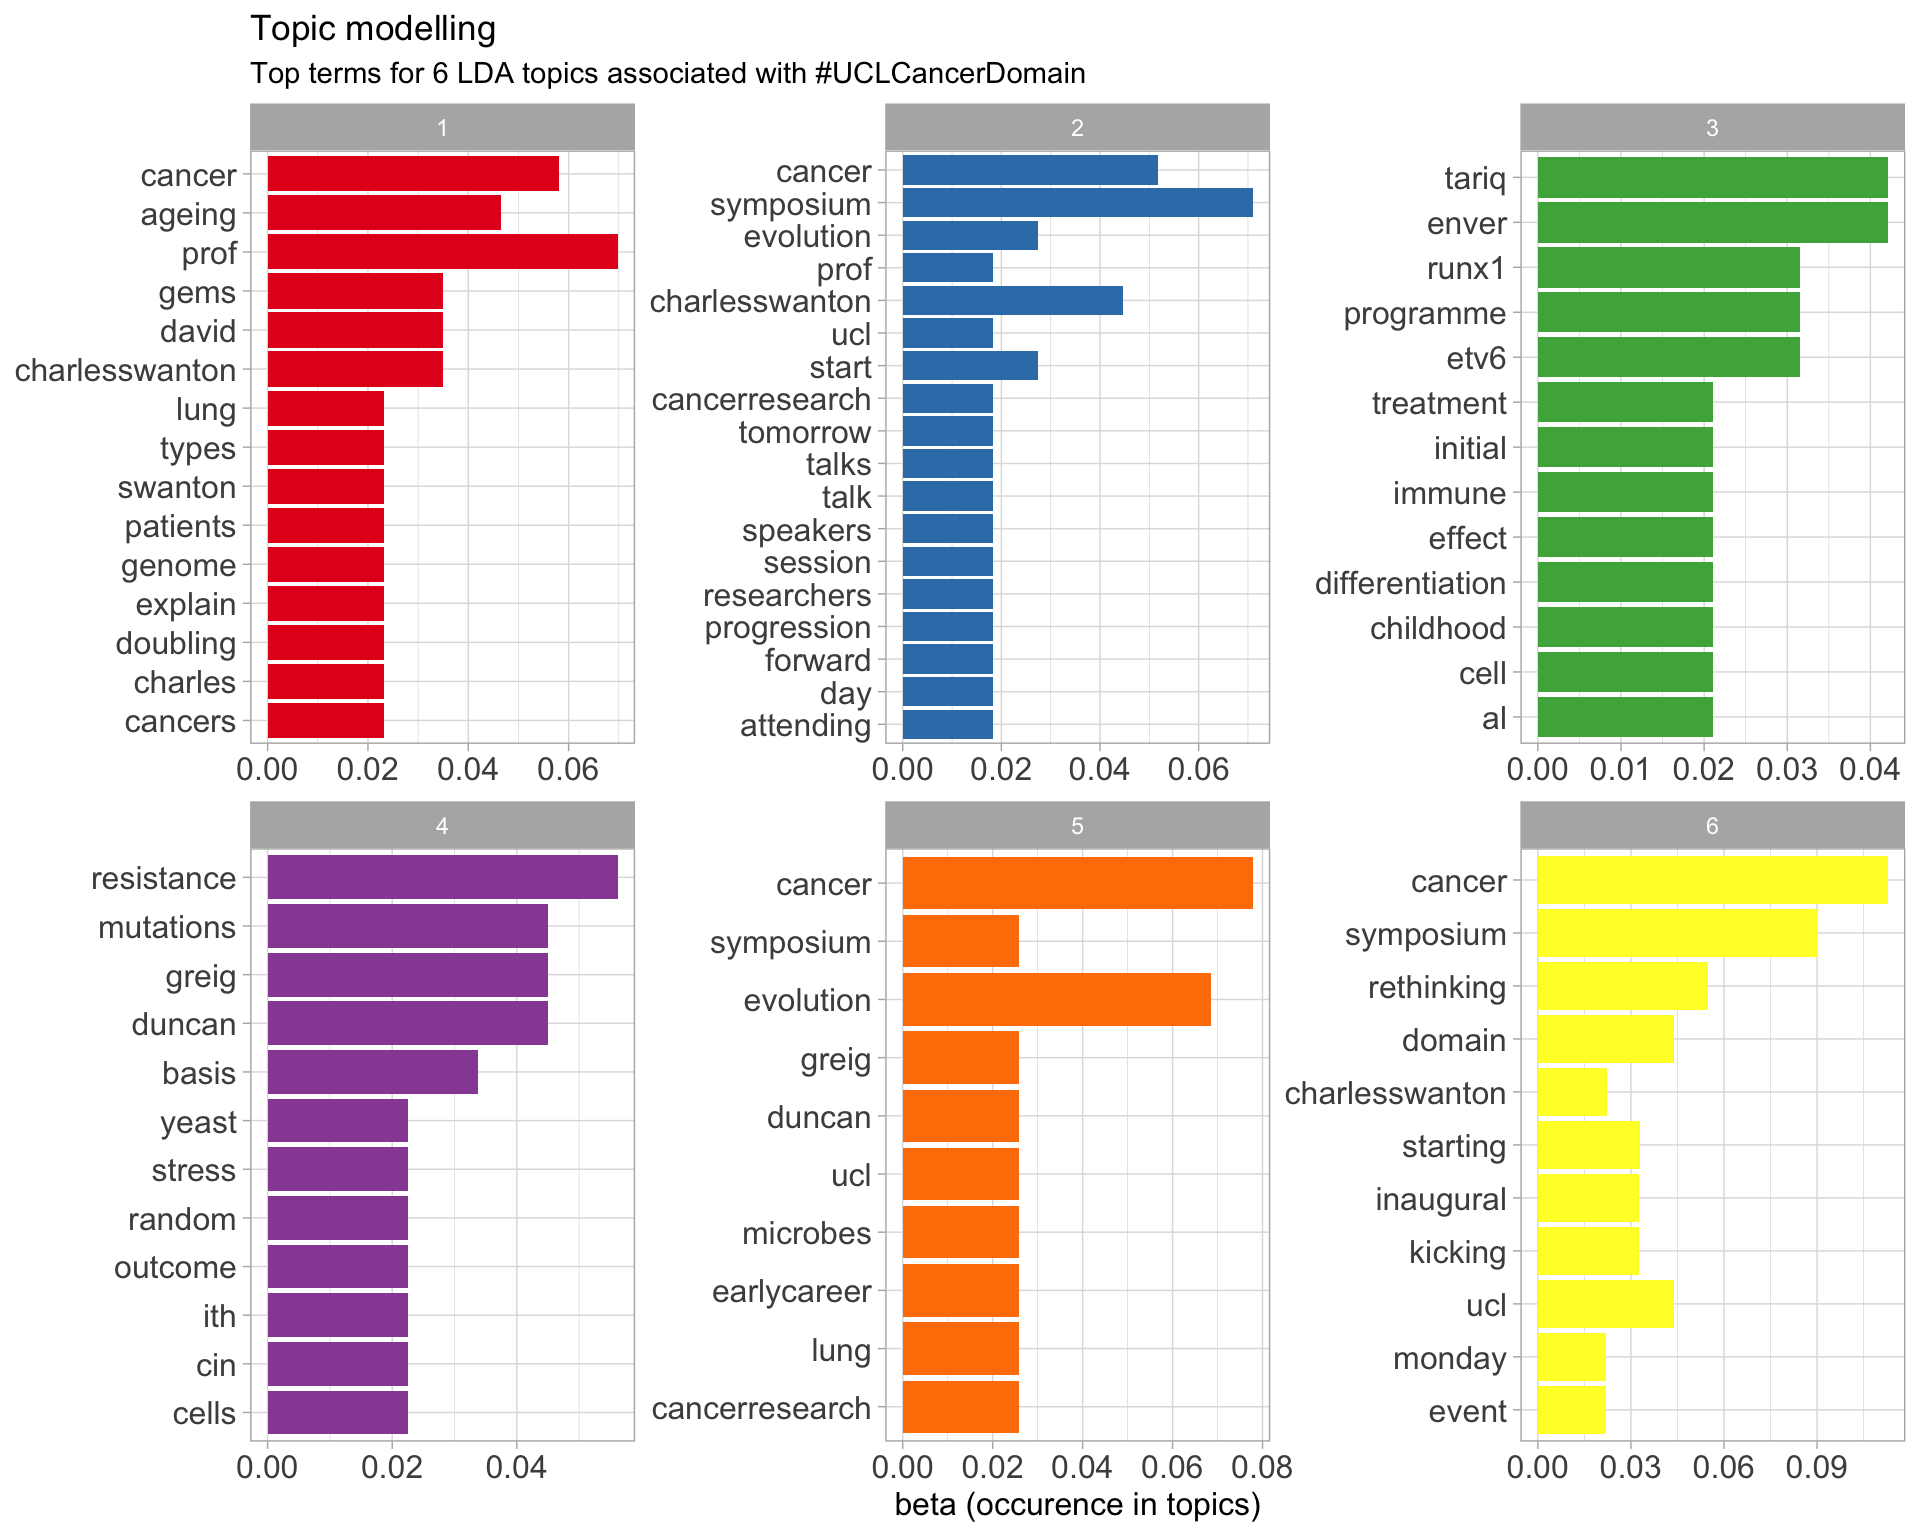 Topic modelling
Top terms for 6 LDA topics associated with #UCLCancerDomain
1
cancer
ageing
prof
gems
david
charlesswanton
lung
types
swanton
patients
genome
explain
doubling
charles
cancers
0.00 0.02 0.04 0.06
2
cancer
symposium
evolution
prof
charlesswanton
ucl
start
cancerresearch
tomorrow
talks
talk
speakers
session
researchers
progression
forward
day
attending
0.00 0.02 0.04 0.06
3
tariq
enver
runx1
programme
etv6
treatment
initial
immune
effect
differentiation
childhood
cell
al
0.00 0.01 0.02 0.03 0.04
4
resistance
mutations
greig
duncan
basis
yeast
stress
random
outcome
ith
cin
cells
0.00 0.02 0.04
5
cancer
symposium
evolution
greig
duncan
ucl
microbes
earlycareer
lung
cancerresearch
0.00 0.02 0.04 0.06 0.08
6
cancer
symposium
rethinking
domain
charlesswanton
starting
inaugural
kicking
ucl
monday
event
0.00 0.03 0.06 0.09
beta (occurence in topics)